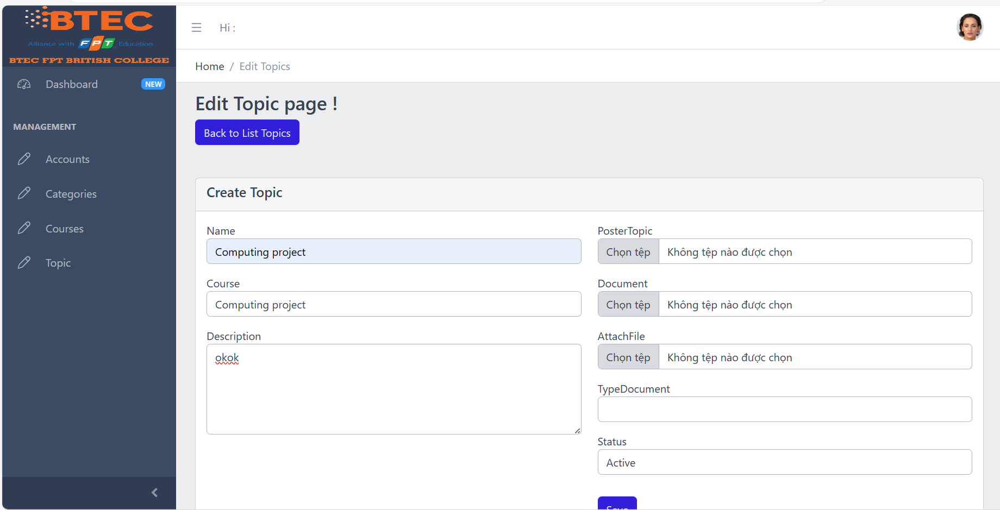 BTEC
Alliance with FPT Education
BTEC FPT BRITISH COLLEGE
Dashboard NEW
MANAGEMENT
Accounts
Categories
Courses
Topic
Hi :
Home / Edit Topics
Edit Topic page !
Back to List Topics
Create Topic
Name
Computing project
Course
Computing project
Description
okok
PosterTopic
Chọn tệp Không tệp nào được chọn
Document
Chọn tệp Không tệp nào được chọn
AttachFile
Chọn tệp Không tệp nào được chọn
TypeDocument
Status
Active
Save